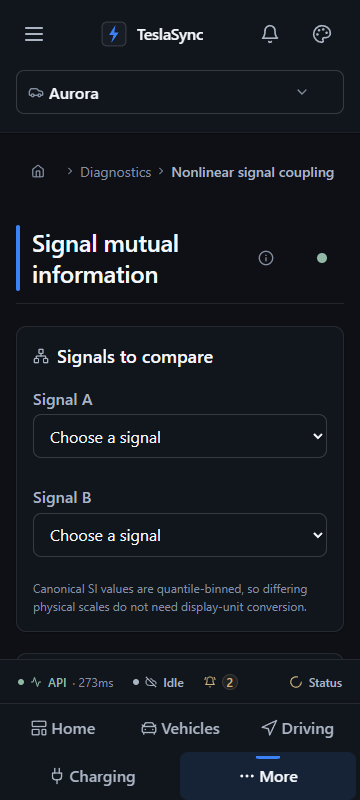 TeslaSync
Aurora
Diagnostics
Nonlinear signal coupling
Signal mutual
information
Signals to compare
Signal A
Choose a signal
Signal B
Choose a signal
Canonical SI values are quantile-binned, so differing
physical scales do not need display-unit conversion.
API · 273ms
Idle
2
Status
Home
Vehicles
Driving
Charging
More